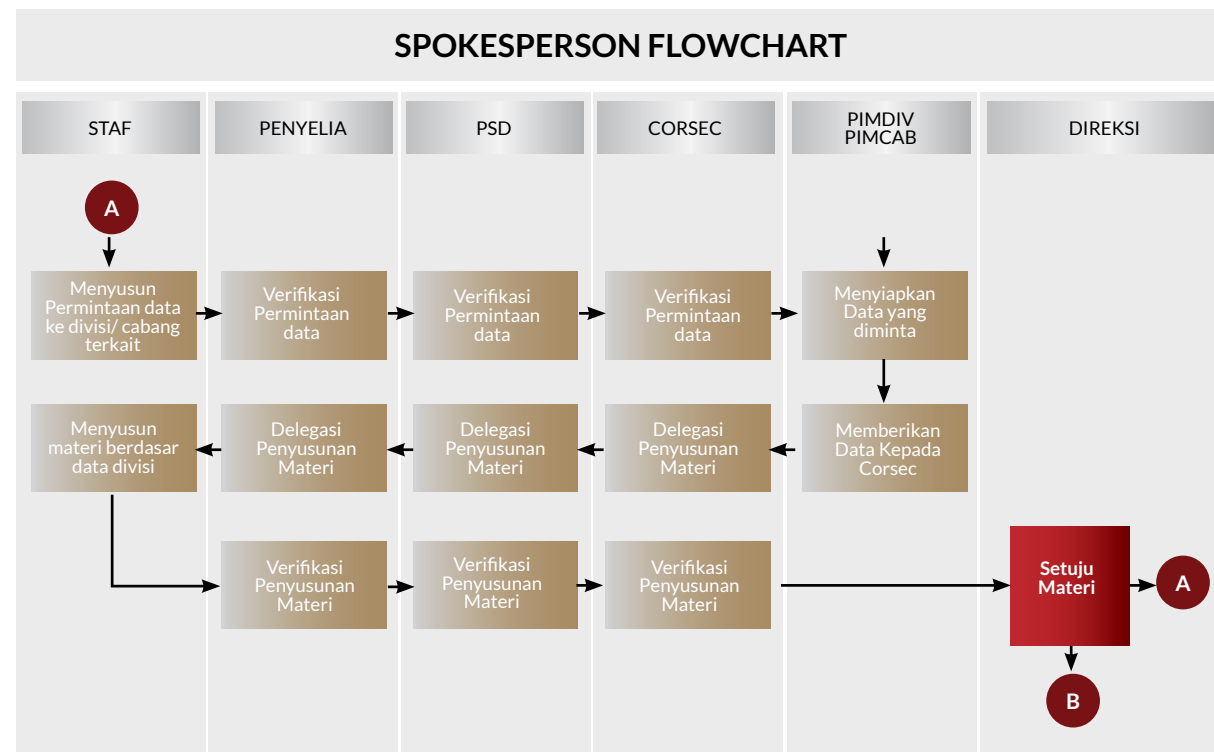 SPOKESPERSON FLOWCHART
STAF
PENYELIA
PSD
CORSEC
PIMDIV
PIMCAB
DIREKSI
A
Menyusun
Permintaan data
ke divisi/ cabang
terkait
Verifikasi
Permintaan
data
Verifikasi
Permintaan
data
Verifikasi
Permintaan
data
Menyiapkan
Data yang
diminta
Menyusun
materi berdasar
data divisi
Delegasi
Penyusunan
Materi
Delegasi
Penyusunan
Materi
Delegasi
Penyusunan
Materi
Memberikan
Data Kepada
Corsec
Verifikasi
Penyusunan
Materi
Verifikasi
Penyusunan
Materi
Verifikasi
Penyusunan
Materi
Setuju
Materi
A
B